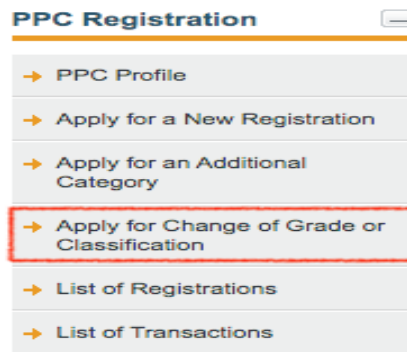 PPC Registration
PPC Profile
Apply for a New Registration
Apply for an Additional
Category
Apply for Change of Grade or
Classification
List of Registrations
List of Transactions